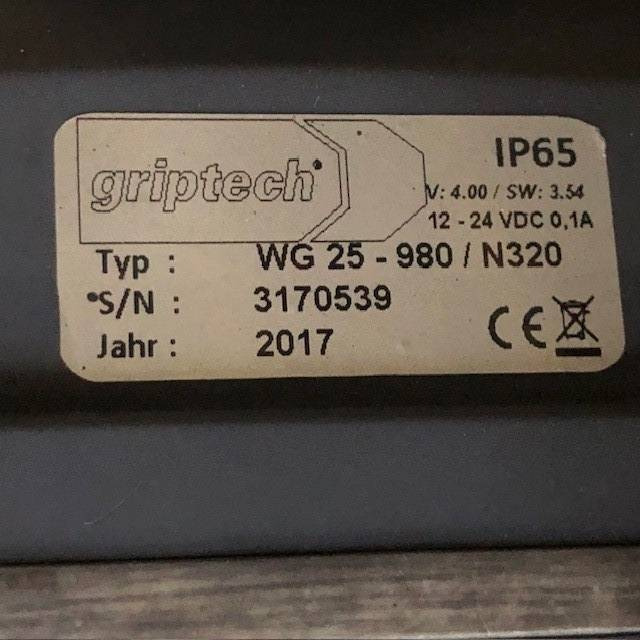 griptech
IP65
V: 4.00 / SW: 3.54
12 - 24 VDC 0,1A
Typ : WG 25 - 980 / N320
S/N : 3170539
Jahr : 2017
CE